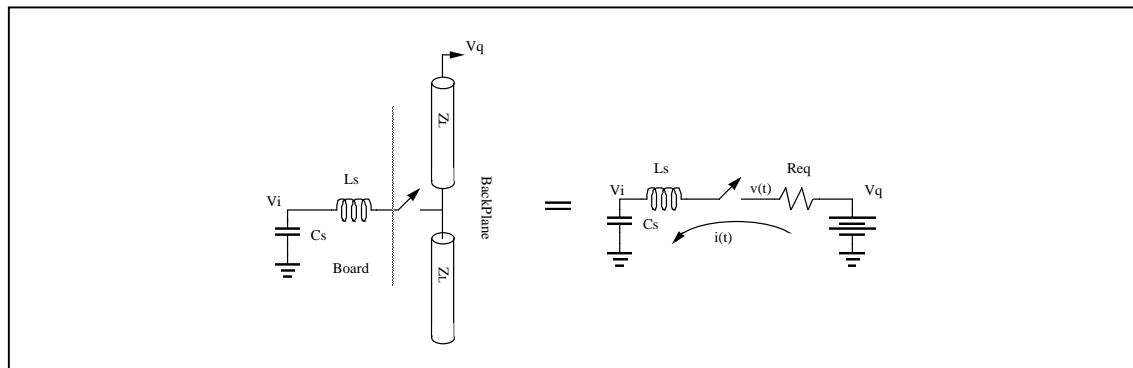 Vq
ZL
Ls
Vi
Cs
Board
BackPlane
ZL
=
Ls
Req
Vi
v(t)
Vq
Cs
i(t)